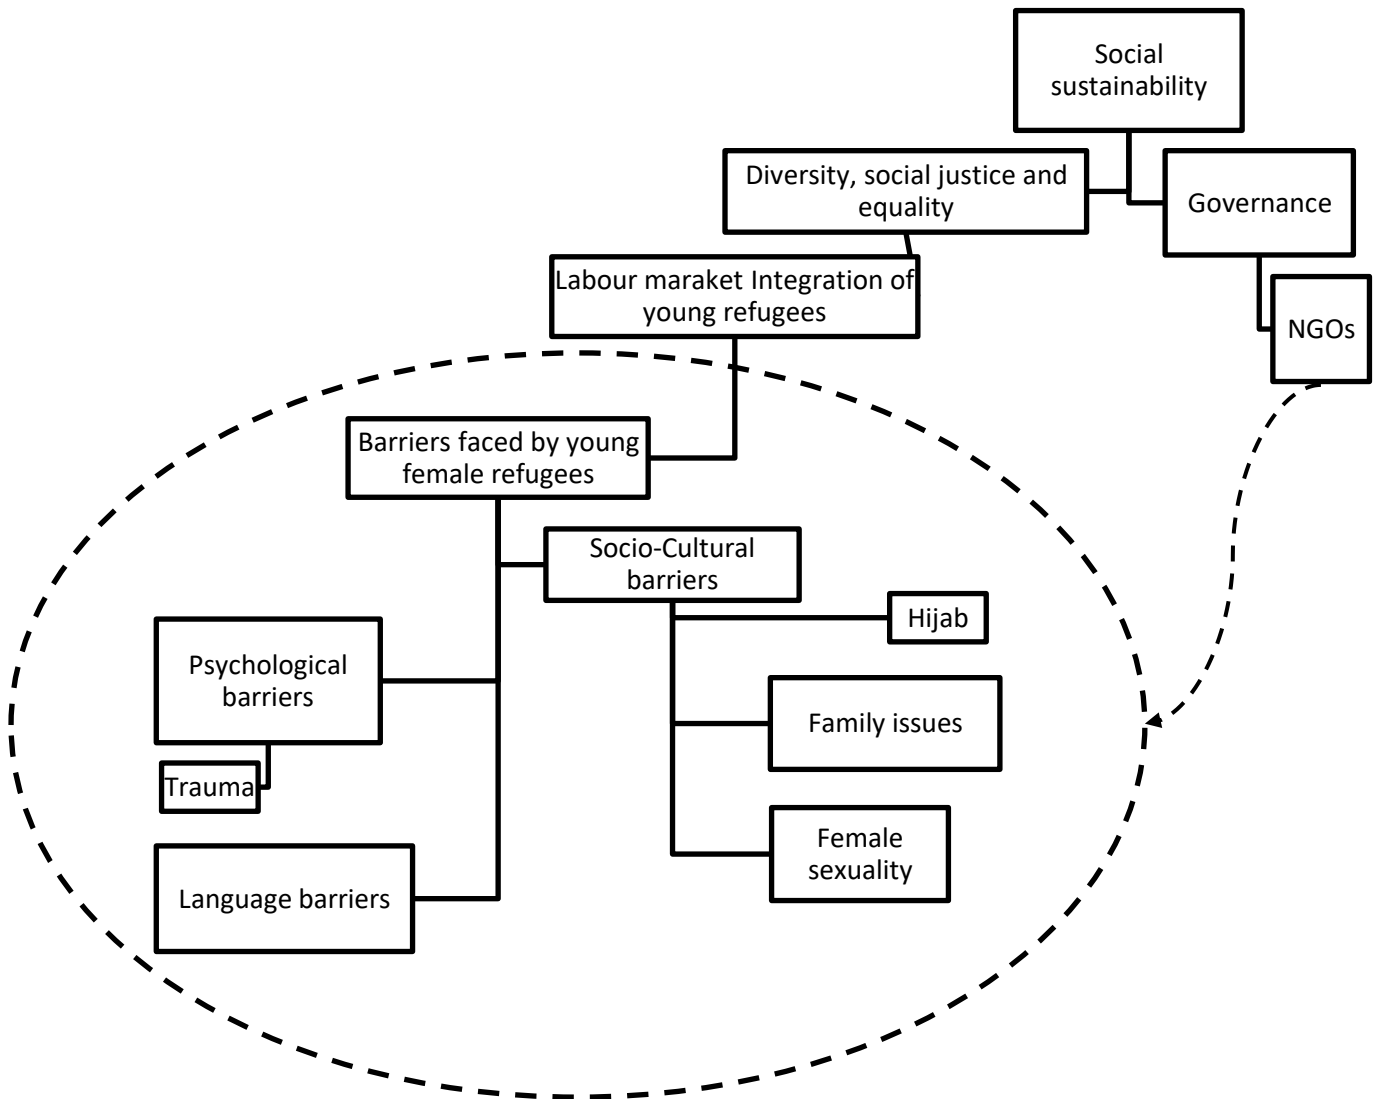 Social
sustainability
Diversity, social justice and
equality
Governance
Labour maraket Integration of
young refugees
NGOs
Barriers faced by young
female refugees
Socio-Cultural
barriers
Hijab
Psychological
barriers
Family issues
Trauma
Female
sexuality
Language barriers